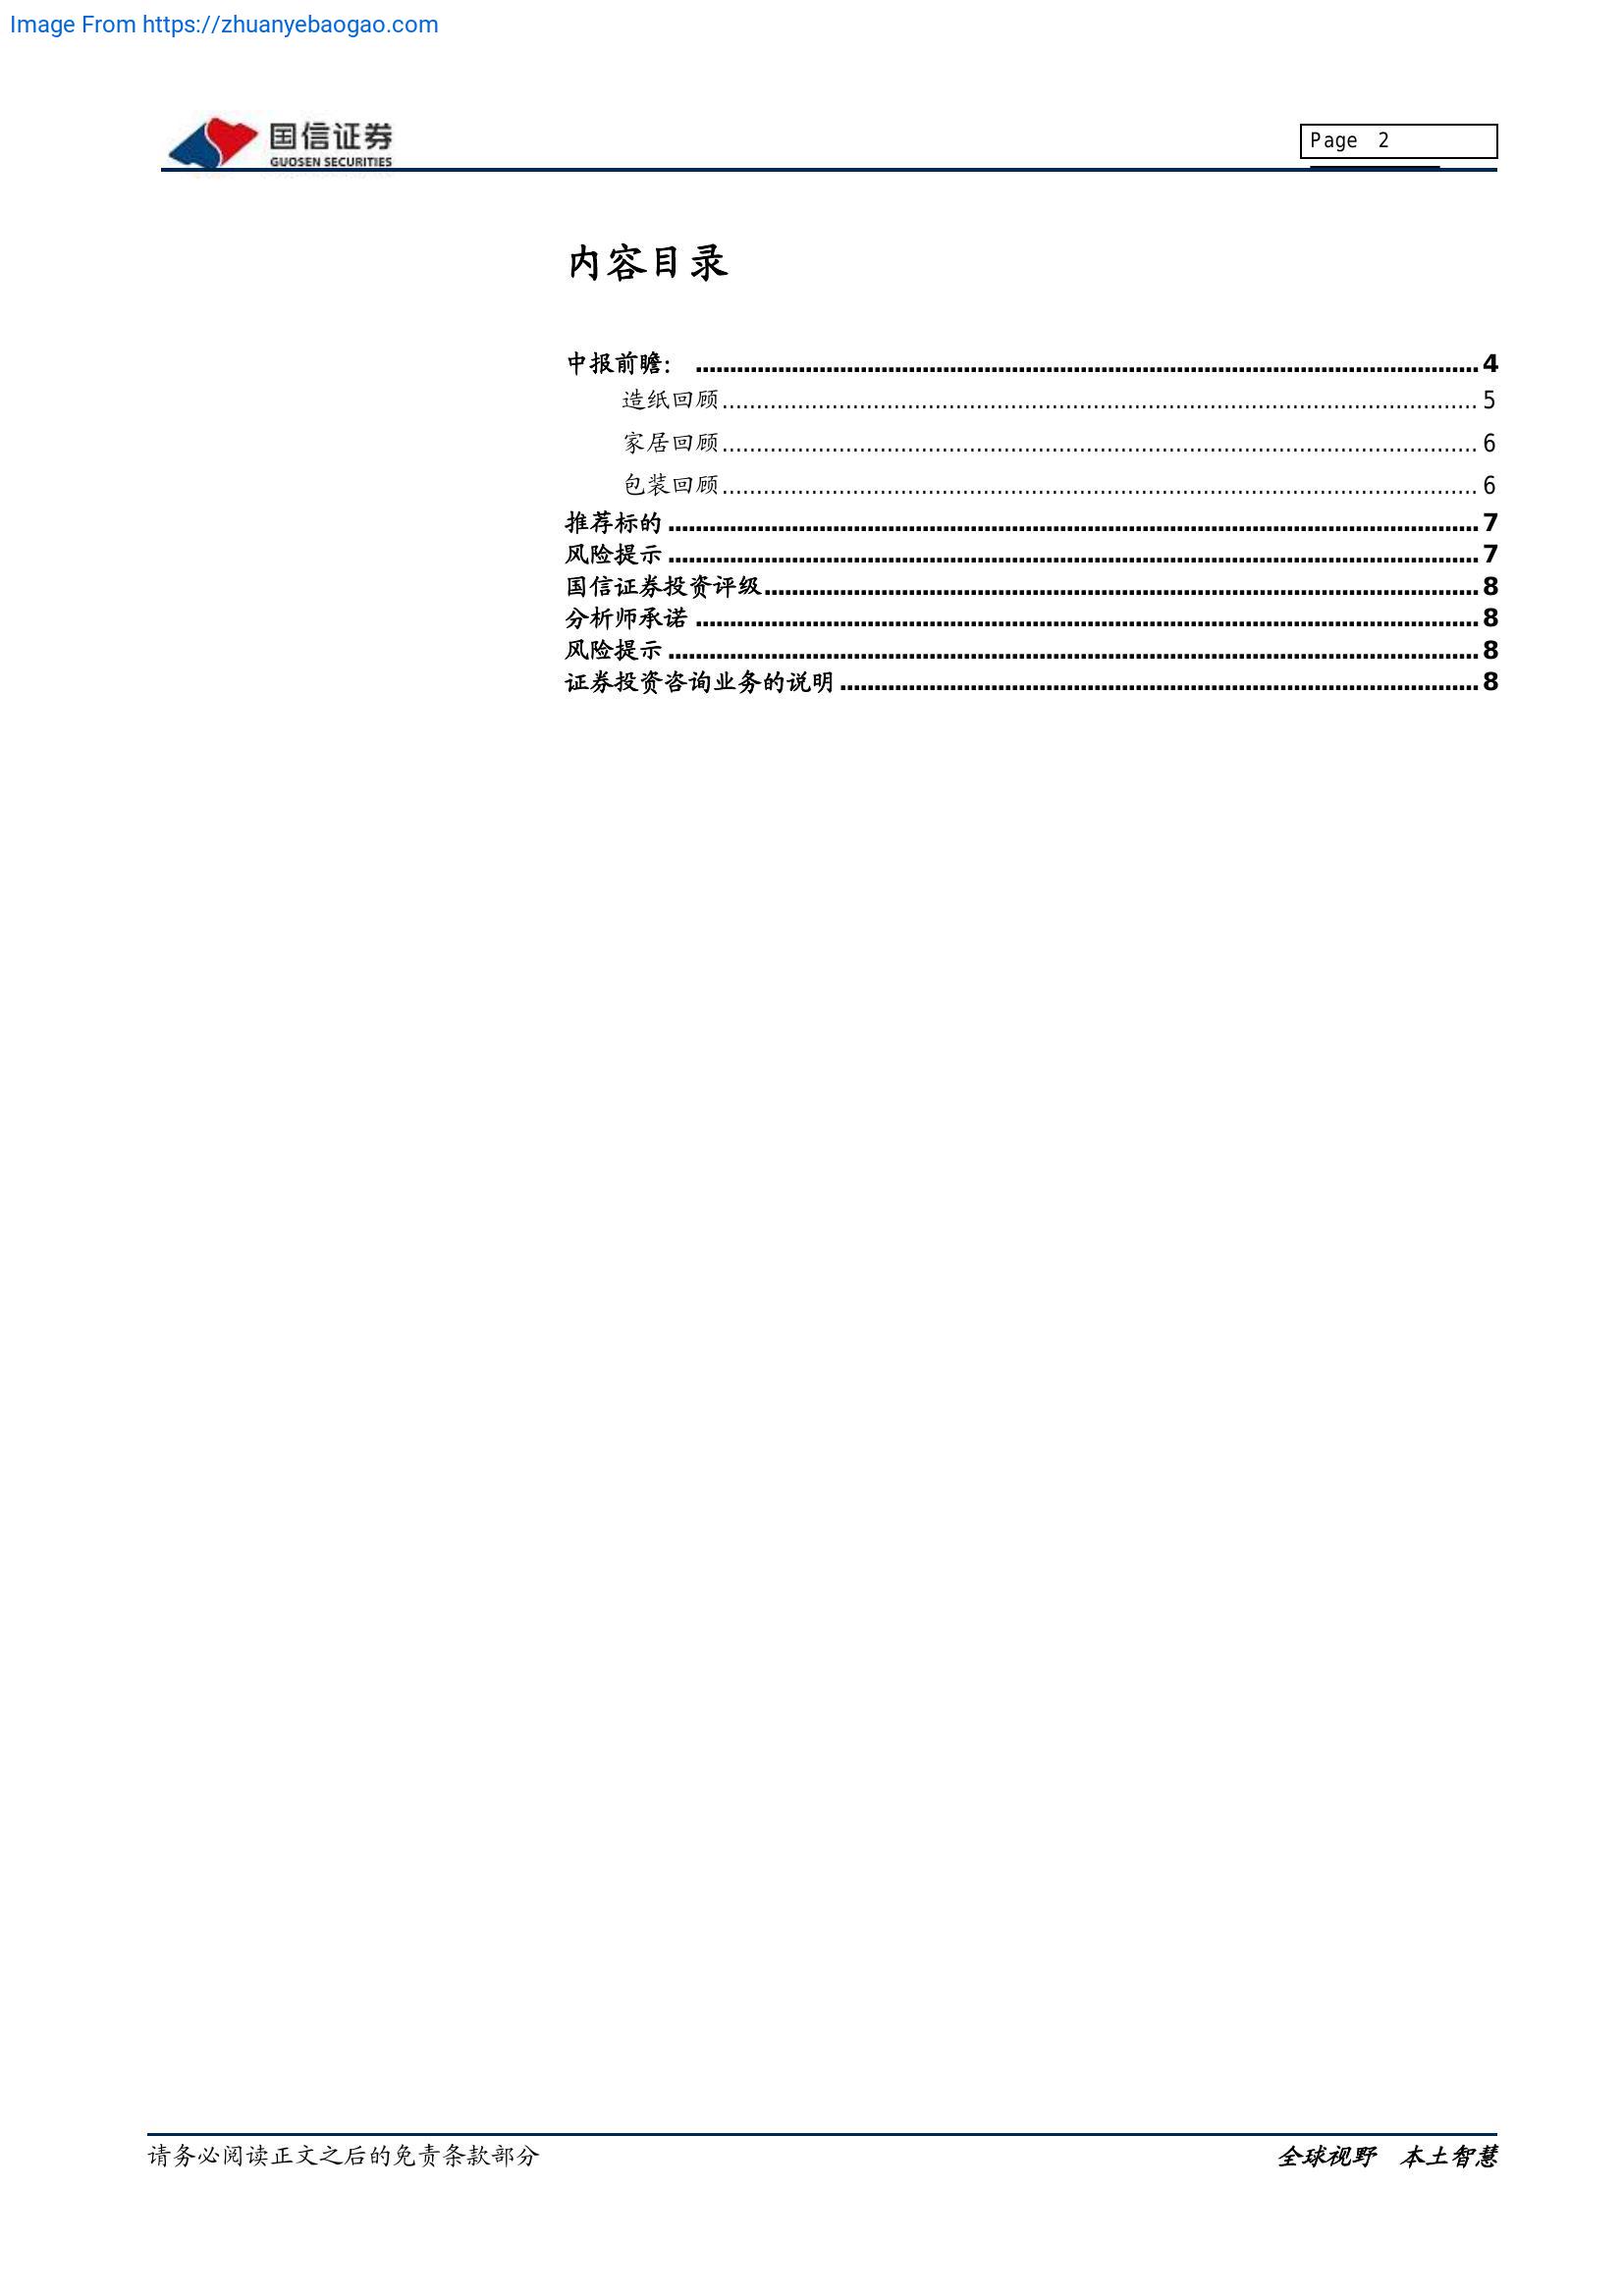 Image From https://zhuanyebaogao.com
国信证券
GUOSEN SECURITIES
Page 2
内容目录
中报前瞻： 4
造纸回顾 5
家居回顾 6
包装回顾 6
推荐标的 7
风险提示 7
国信证券投资评级 8
分析师承诺 8
风险提示 8
证券投资咨询业务的说明 8
请务必阅读正文之后的免责条款部分
全球视野 本土智慧